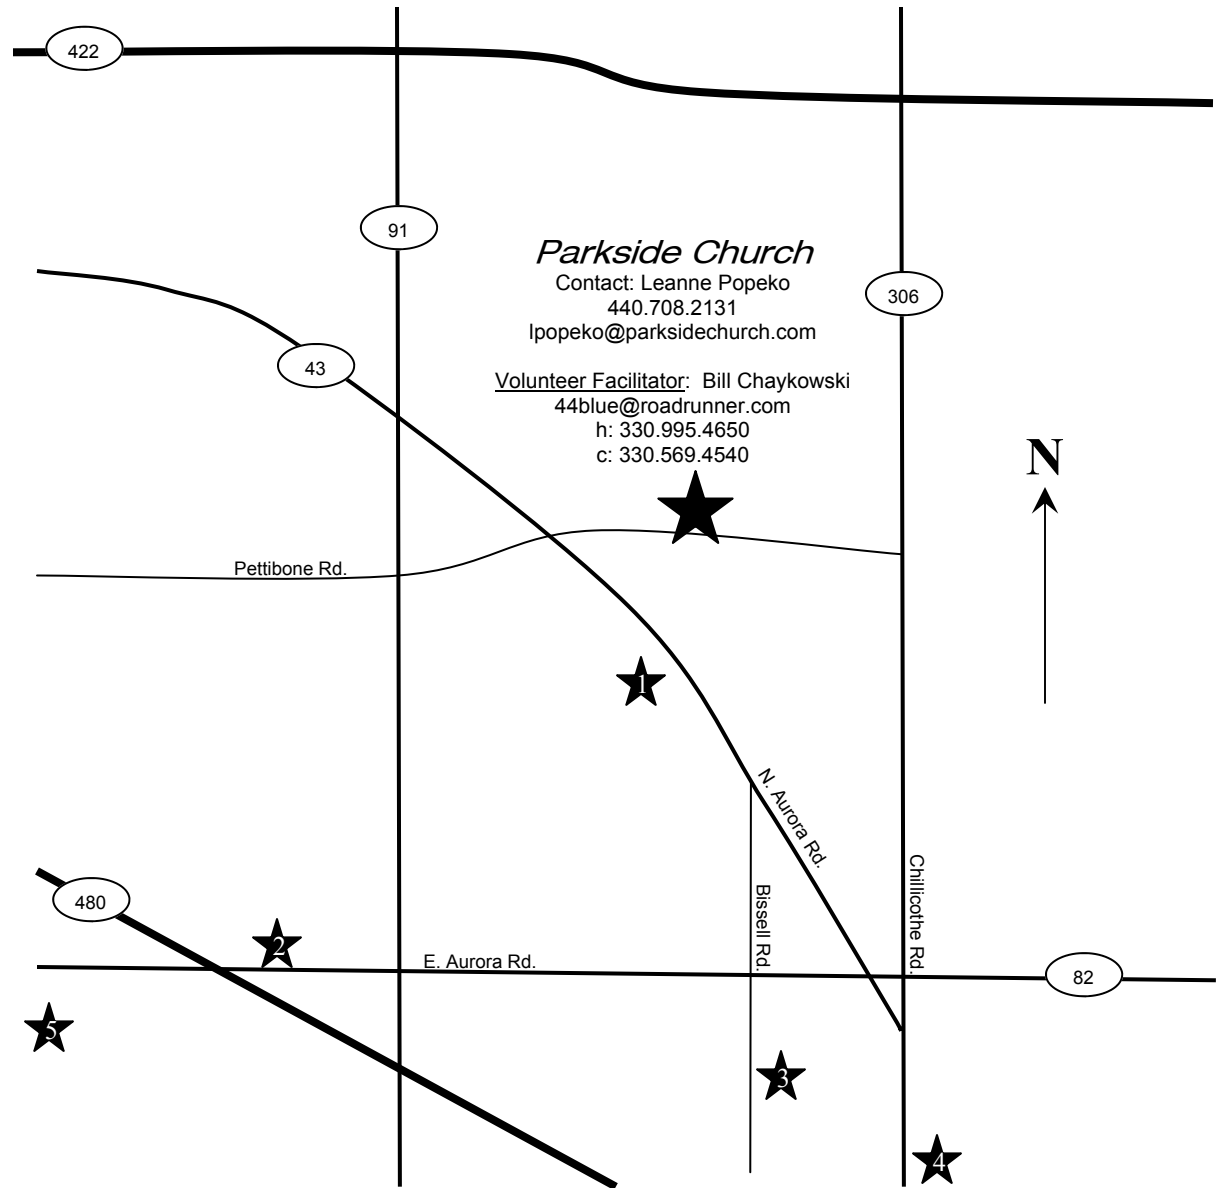 422
91
Parkside Church
Contact: Leanne Popeko
440.708.2131
lpopeko@parksidechurch.com
306
43
Volunteer Facilitator:  Bill Chaykowski
44blue@roadrunner.com
h: 330.995.4650
c: 330.569.4540
N
Pettibone Rd.
1
N. Aurora Rd.
Chillicothe Rd.
Bissell Rd.
480
2
E. Aurora Rd.
82
5
3
4